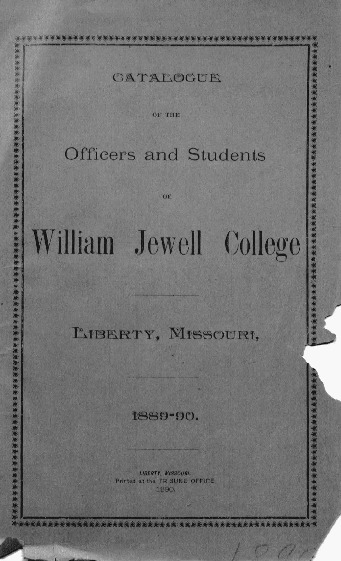 CATALOGUE
OF THE
Officers and Students
OF
William Jewell College
LIBERTY, MISSOURI,
1889-90.
LIBERTY, MISSOURI.
Printed at the TRIBUNE OFFICE
1890.